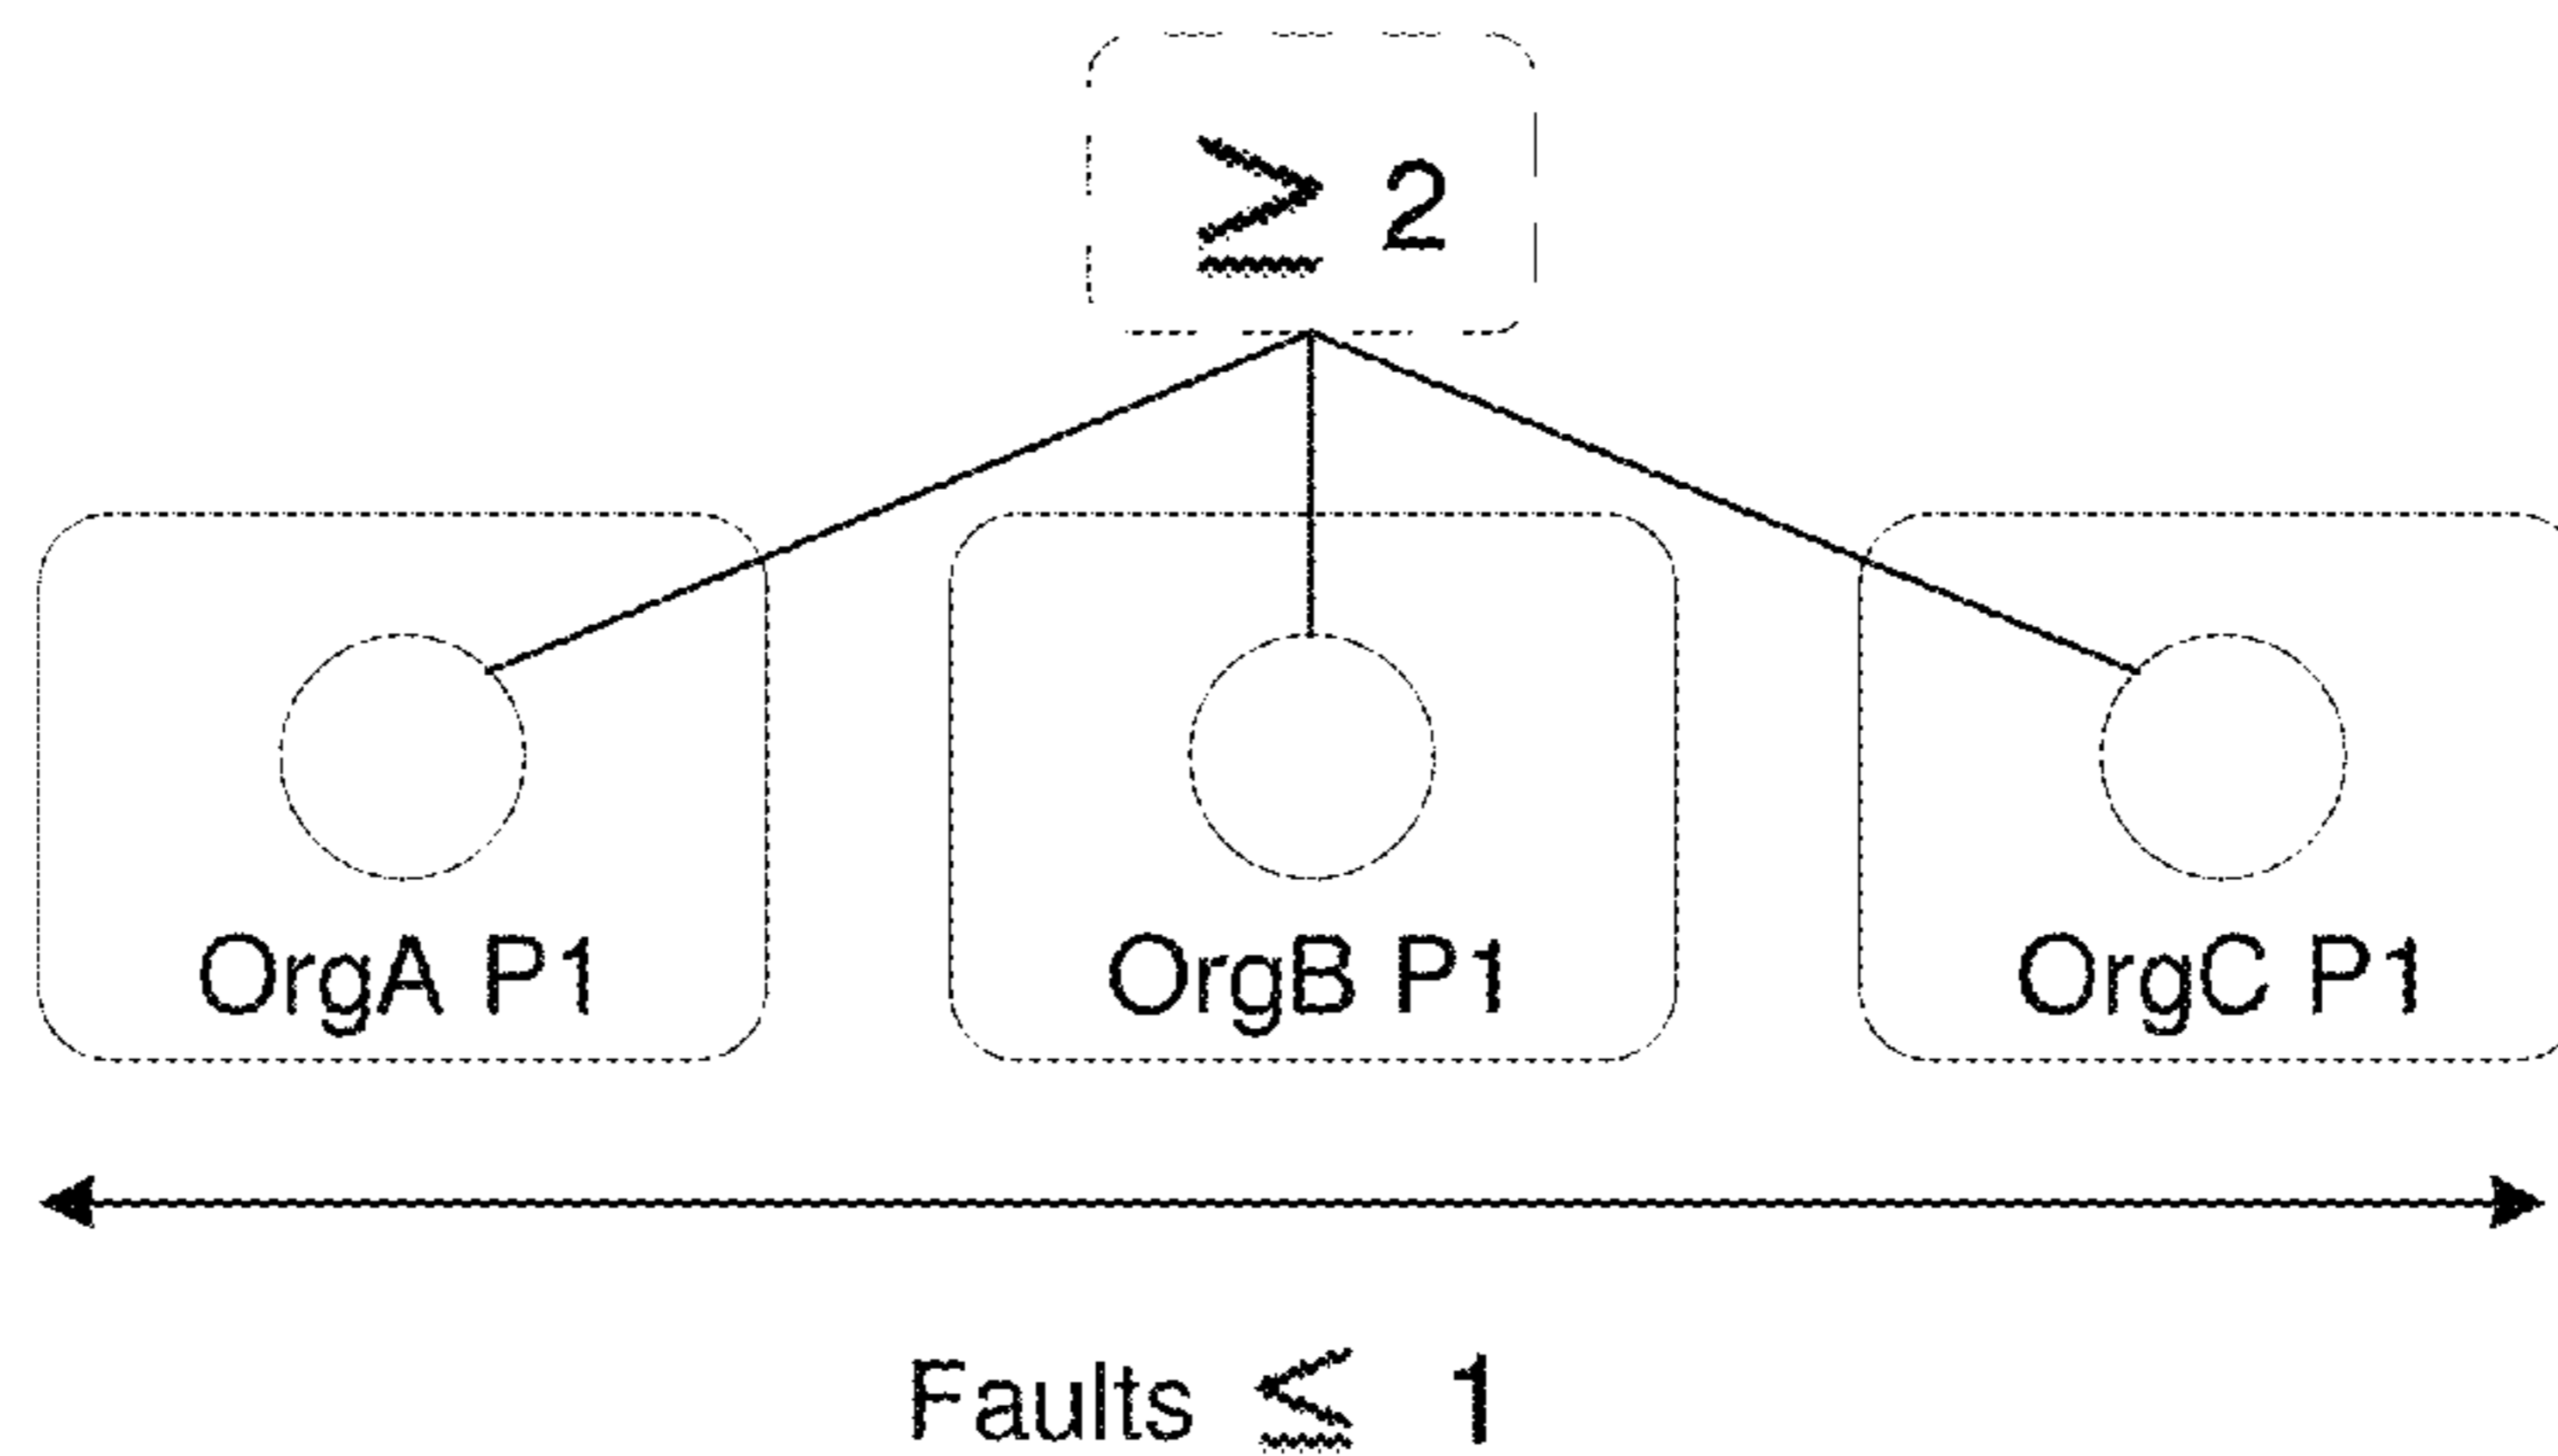 ≥ 2
OrgA P1
OrgB P1
OrgC P1
Faults ≤ 1